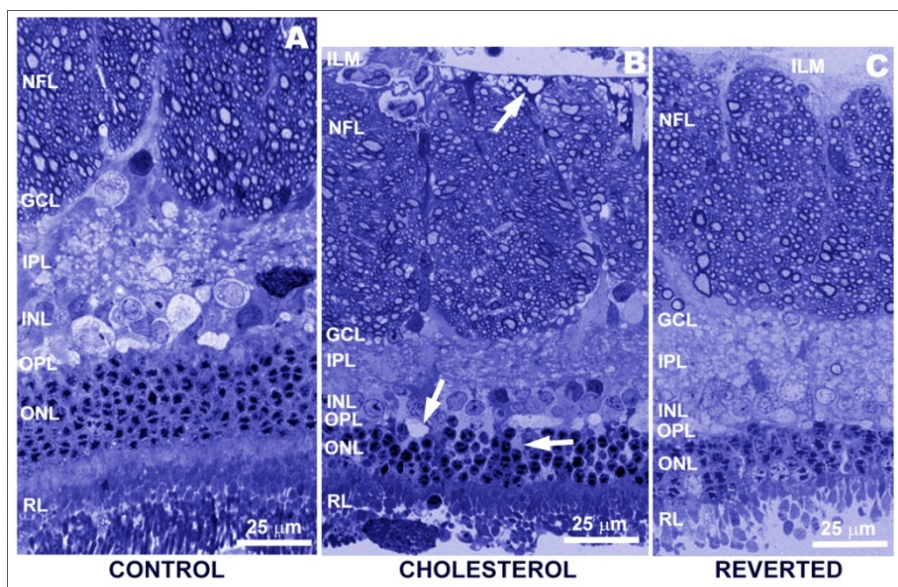 A
NFL
GCL
IPL
INL
OPL
ONL
RL
25 µm
CONTROL
ILM
B
NFL
GCL
IPL
INL
OPL
ONL
RL
25 µm
CHOLESTEROL
ILM
C
NFL
GCL
IPL
INL
OPL
ONL
RL
25 µm
REVERTED